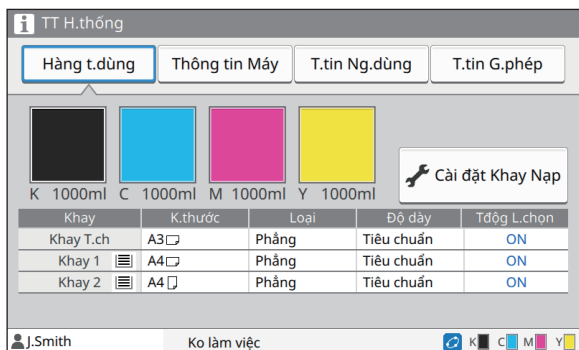 i TT H.thống
Hàng t.dùng Thông tin Máy T.tin Ng.dùng T.tin G.phép
K 1000ml C 1000ml M 1000ml Y 1000ml
Cài đặt Khay Nạp
Khay K.thước Loại Độ dày Tđộg L.chọn
Khay T.ch A3 Phẳng Tiêu chuẩn ON
Khay 1 A4 Phẳng Tiêu chuẩn ON
Khay 2 A4 Phẳng Tiêu chuẩn ON
J.Smith Ko làm việc K C M Y